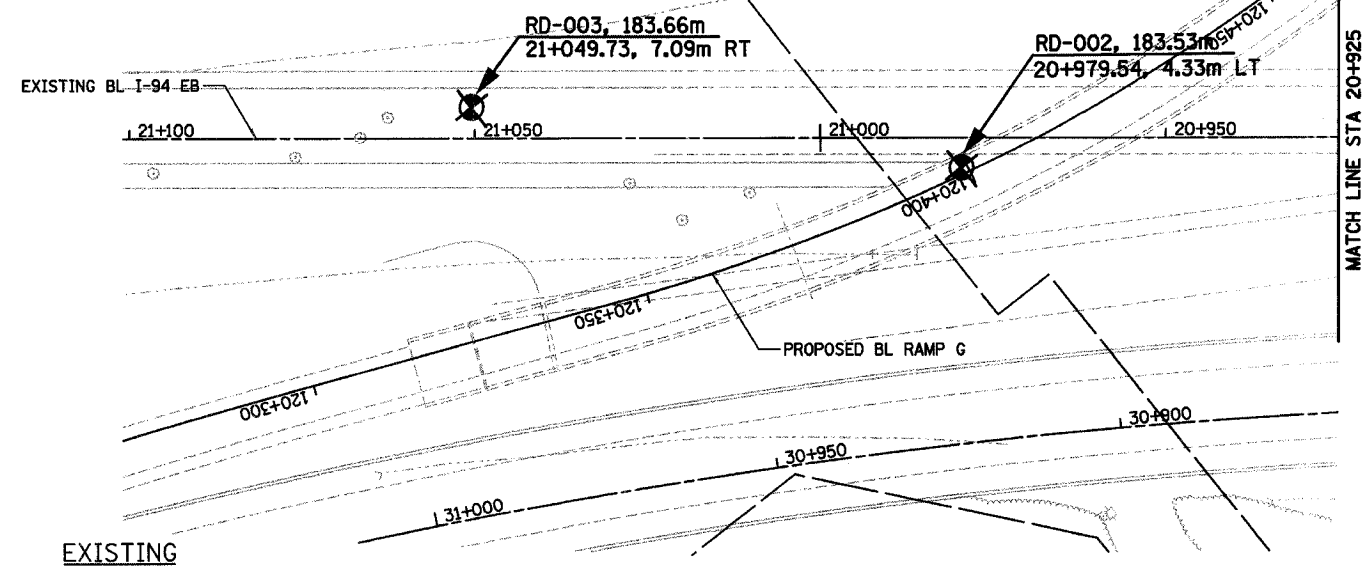 RD-003, 183.66m
21+049.73, 7.09m RT
RD-002, 183.53m
20+979.54, 4.33m LT
120+450
MATCH LINE STA 20+925
EXISTING BL I-94 EB
21+100
21+050
21+000
20+950
120+400
120+350
PROPOSED BL RAMP G
120+300
30+900
30+950
31+000
EXISTING